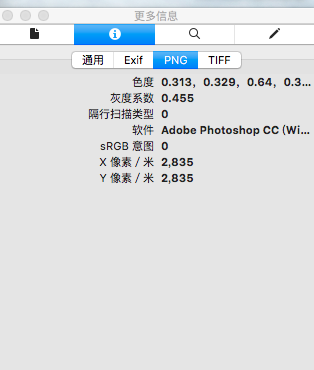 更多信息
通用 Exif PNG TIFF
色度 0.313，0.329，0.64，0.3...
灰度系数 0.455
隔行扫描类型 0
软件 Adobe Photoshop CC (Wi...
sRGB 意图 0
X 像素 / 米 2,835
Y 像素 / 米 2,835